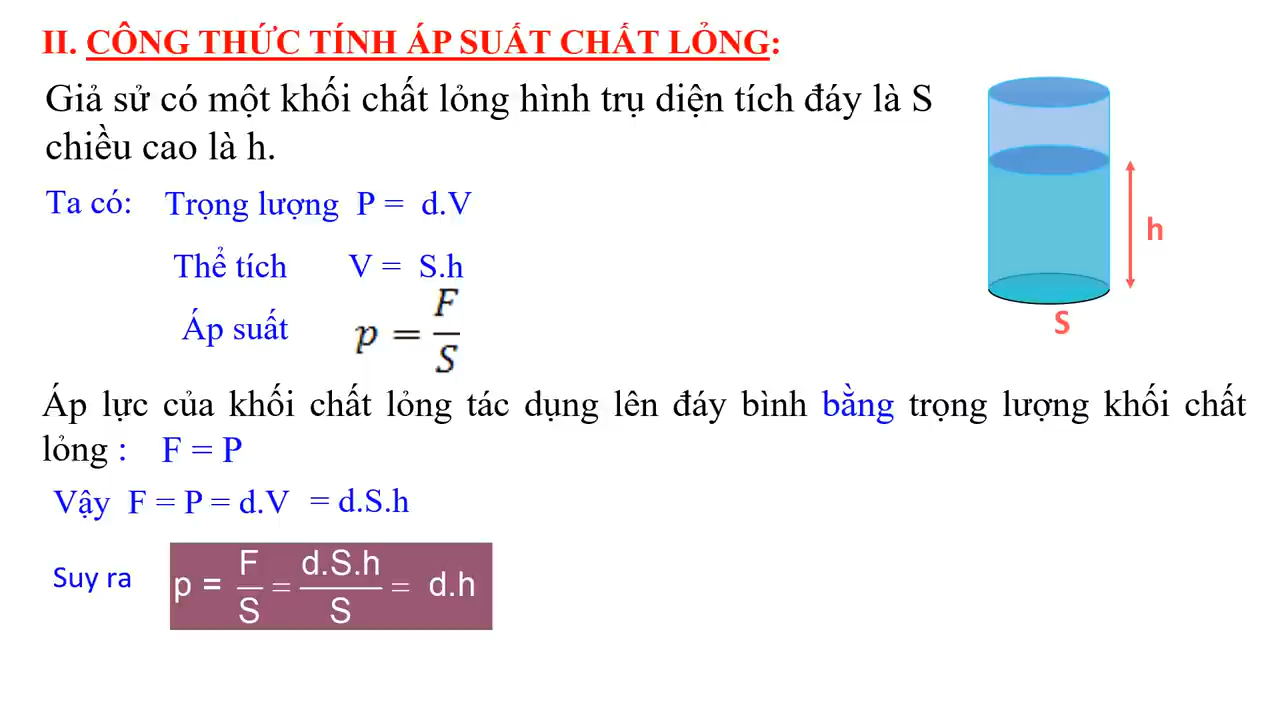 II. CÔNG THỨC TÍNH ÁP SUẤT CHẤT LỎNG:
Giả sử có một khối chất lỏng hình trụ diện tích đáy là S
chiều cao là h.
Ta có: Trọng lượng P = d.V
Thể tích V = S.h
Áp suất p = F/S
h
S
Áp lực của khối chất lỏng tác dụng lên đáy bình bằng trọng lượng khối chất
lỏng : F = P
Vậy F = P = d.V = d.S.h
Suy ra p = F/S = d.S.h/S = d.h